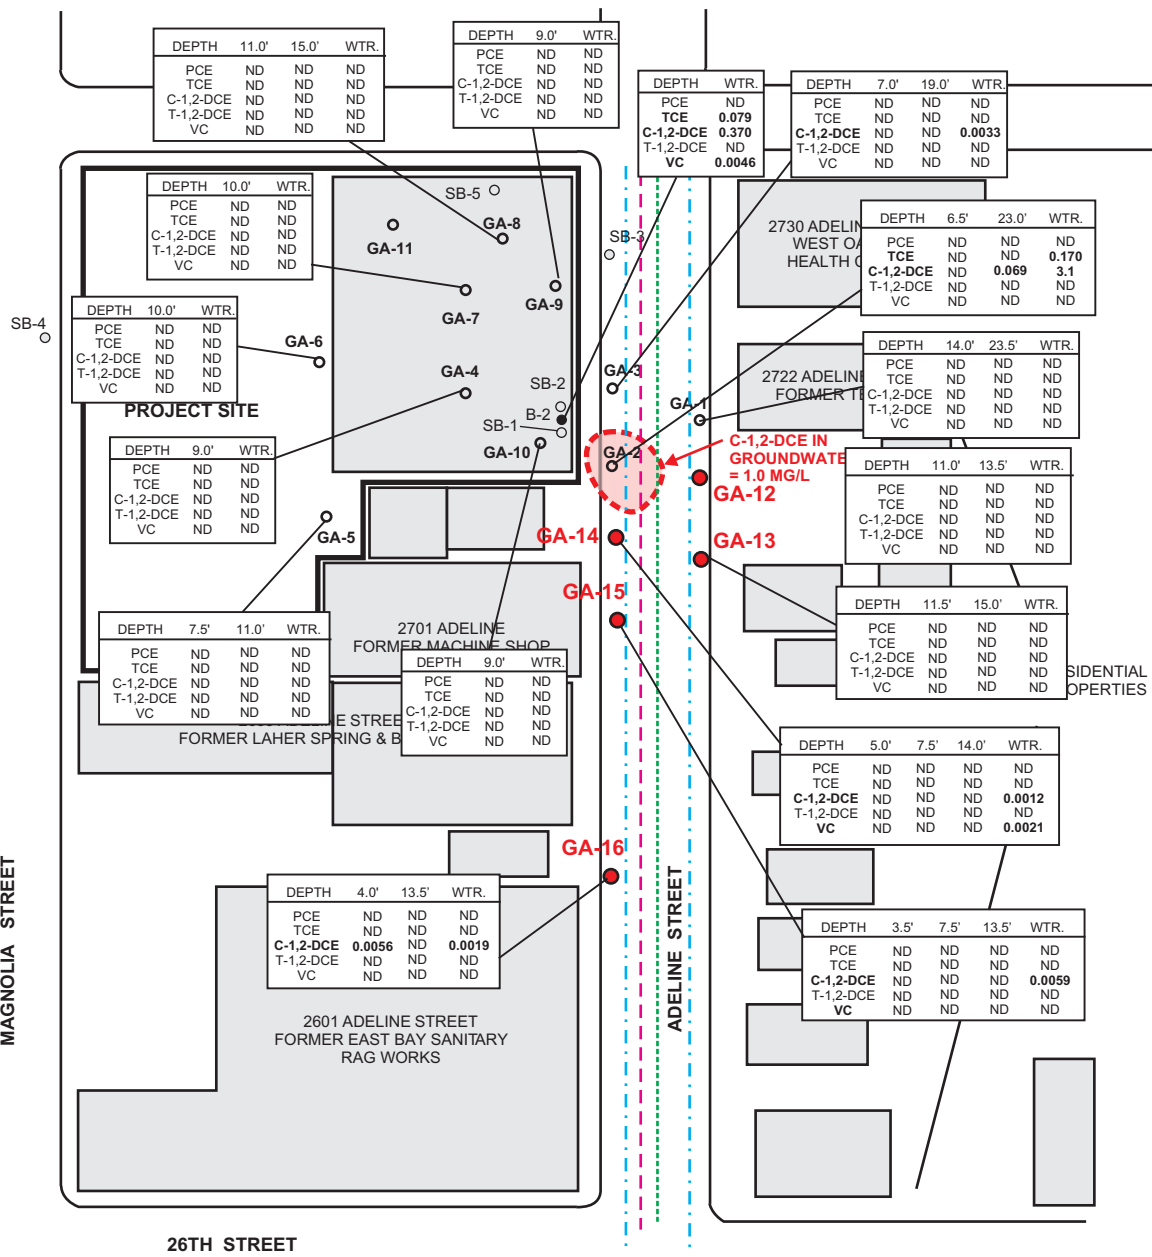 DEPTH 11.0' 15.0' WTR.
PCE ND ND ND
TCE ND ND ND
C-1,2-DCE ND ND ND
T-1,2-DCE ND ND ND
VC ND ND ND
DEPTH 9.0' WTR.
PCE ND ND
TCE ND ND
C-1,2-DCE ND ND
T-1,2-DCE ND ND
VC ND ND
DEPTH WTR.
PCE ND
TCE 0.079
C-1,2-DCE 0.370
T-1,2-DCE ND
VC 0.0046
DEPTH 7.0' 19.0' WTR.
PCE ND ND ND
TCE ND ND ND
C-1,2-DCE ND ND 0.0033
T-1,2-DCE ND ND ND
VC ND ND ND
DEPTH 10.0' WTR.
PCE ND ND
TCE ND ND
C-1,2-DCE ND ND
T-1,2-DCE ND ND
VC ND ND
SB-5
GA-8
GA-11
SB-3
GA-7
GA-9
2730 ADELIN
WEST OA
HEALTH
DEPTH 6.5' 23.0' WTR.
PCE ND ND ND
TCE ND ND 0.170
C-1,2-DCE ND 0.069 3.1
T-1,2-DCE ND ND ND
VC ND ND ND
SB-4
DEPTH 10.0' WTR.
PCE ND ND
TCE ND ND
C-1,2-DCE ND ND
T-1,2-DCE ND ND
VC ND ND
GA-6
GA-4
PROJECT SITE
SB-2
B-2
SB-1
GA-10
GA-3
GA-1
GA-2
2722 ADELINE
FORMER TE
DEPTH 14.0' 23.5' WTR.
PCE ND ND ND
TCE ND ND ND
C-1,2-DCE ND ND ND
T-1,2-DCE ND ND ND
VC ND ND ND
C-1,2-DCE IN
GROUNDWATE
= 1.0 MG/L
GA-12
DEPTH 9.0' WTR.
PCE ND ND
TCE ND ND
C-1,2-DCE ND ND
T-1,2-DCE ND ND
VC ND ND
GA-5
GA-14
GA-13
GA-15
DEPTH 11.0' 13.5' WTR.
PCE ND ND ND
TCE ND ND ND
C-1,2-DCE ND ND ND
T-1,2-DCE ND ND ND
VC ND ND ND
DEPTH 11.5' 15.0' WTR.
PCE ND ND ND
TCE ND ND ND
C-1,2-DCE ND ND ND
T-1,2-DCE ND ND ND
VC ND ND ND
SIDENTIAL
OPERTIES
DEPTH 7.5' 11.0' WTR.
PCE ND ND ND
TCE ND ND ND
C-1,2-DCE ND ND ND
T-1,2-DCE ND ND ND
VC ND ND ND
2701 ADELINE
FORMER MACHINE SHOP
DEPTH 9.0' WTR.
PCE ND ND
TCE ND ND
C-1,2-DCE ND ND
T-1,2-DCE ND ND
VC ND ND
ADELINE STREE
FORMER LAHER SPRING & B
DEPTH 5.0' 7.5' 14.0' WTR.
PCE ND ND ND ND
TCE ND ND ND ND
C-1,2-DCE ND ND ND 0.0012
T-1,2-DCE ND ND ND ND
VC ND ND ND 0.0021
GA-16
DEPTH 4.0' 13.5' WTR.
PCE ND ND ND
TCE ND ND ND
C-1,2-DCE 0.0056 ND 0.0019
T-1,2-DCE ND ND ND
VC ND ND ND
DEPTH 3.5' 7.5' 13.5' WTR.
PCE ND ND ND ND
TCE ND ND ND ND
C-1,2-DCE ND ND ND 0.0059
T-1,2-DCE ND ND ND ND
VC ND ND ND ND
MAGNOLIA STREET
ADELINE STREET
2601 ADELINE STREET
FORMER EAST BAY SANITARY
RAG WORKS
26TH STREET